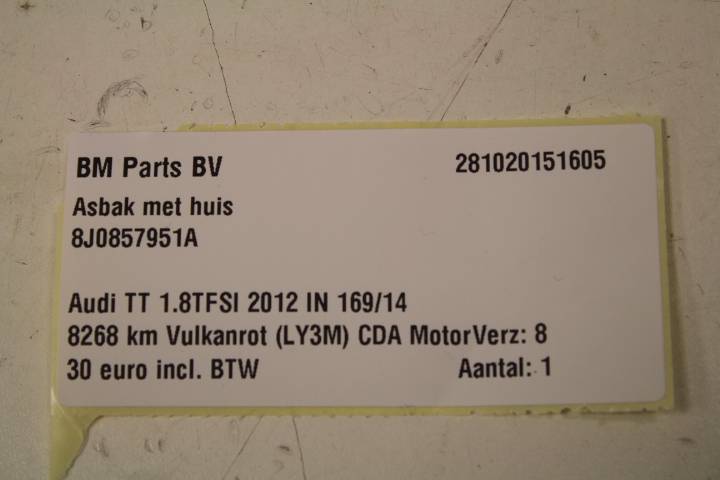 BM Parts BV 281020151605
Asbak met huis
8J0857951A
Audi TT 1.8TFSI 2012 IN 169/14
8268 km Vulkanrot (LY3M) CDA MotorVerz: 8
30 euro incl. BTW Aantal: 1